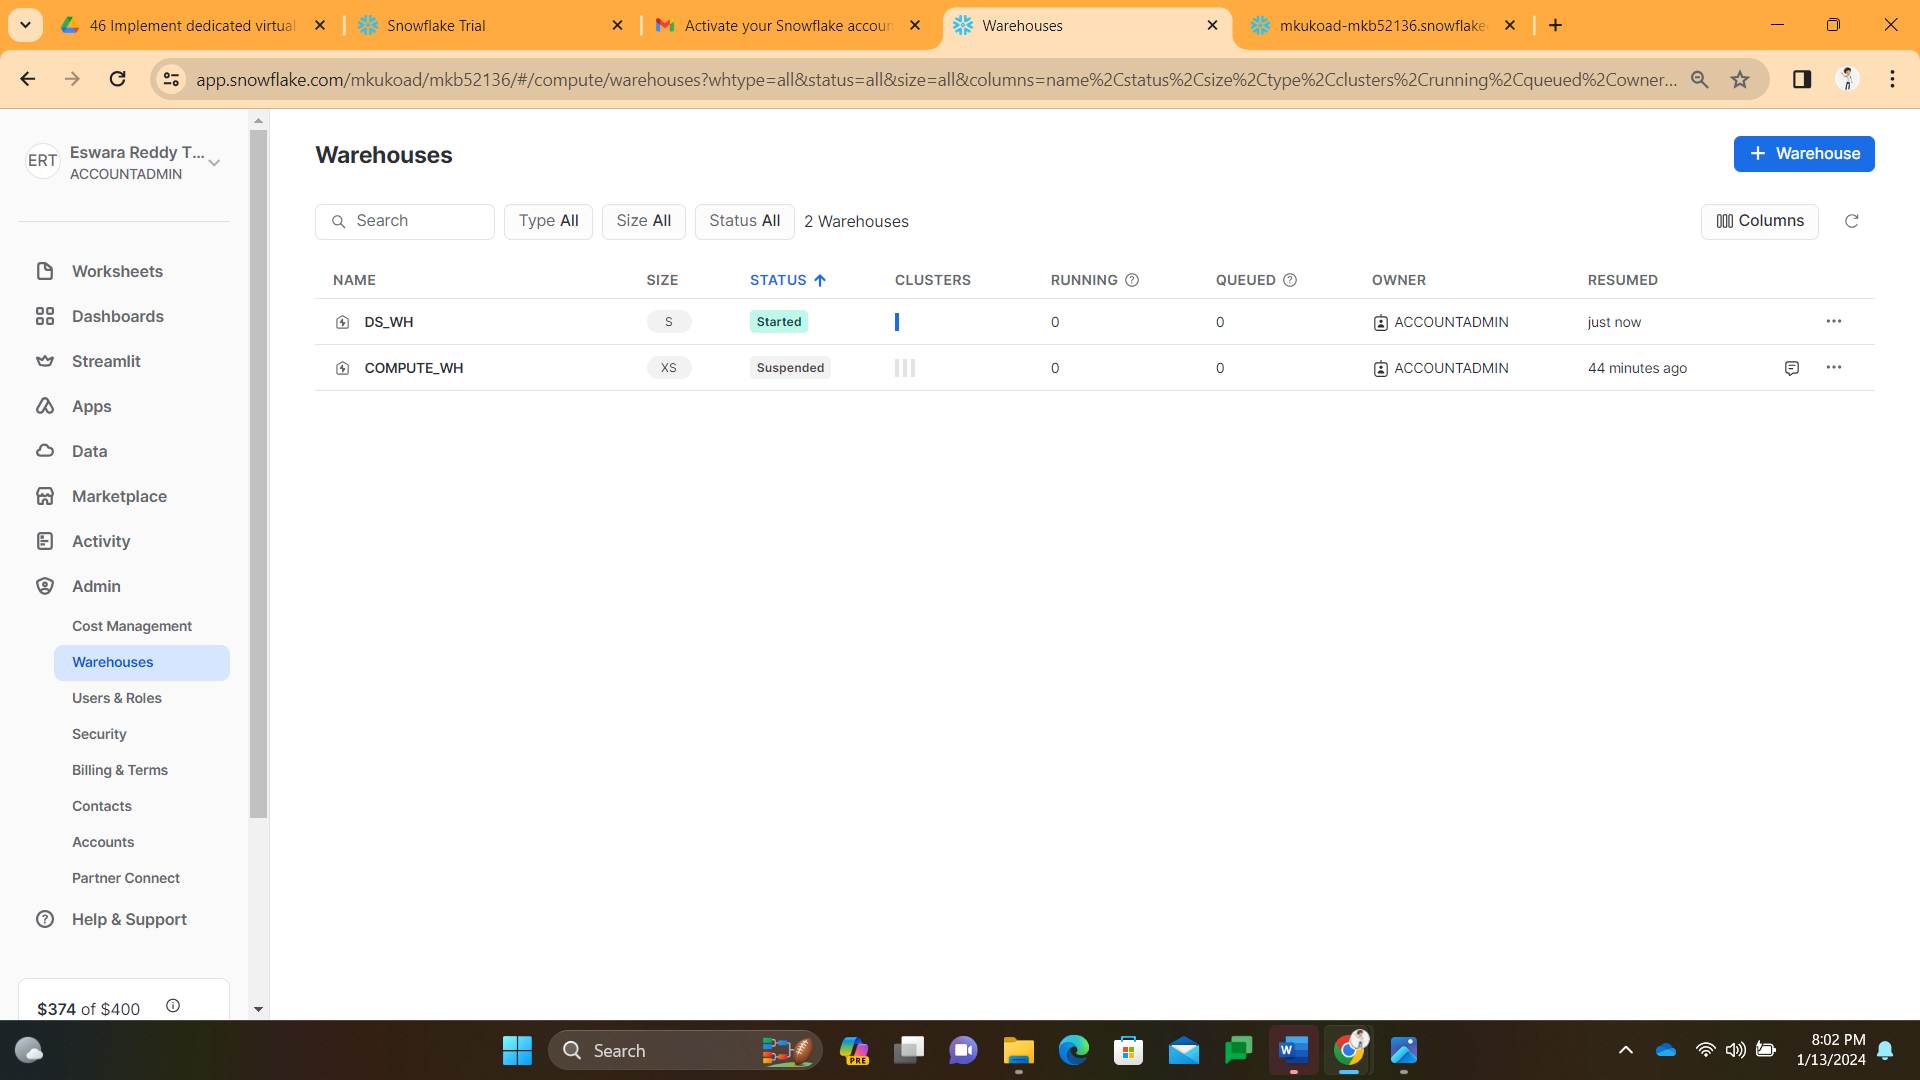 46 Implement dedicated virtual
Snowflake Trial
Activate your Snowflake accoun
Warehouses
mkukoad-mkb52136.snowflake
app.snowflake.com/mkukoad/mkb52136/#/compute/warehouses?whtype=all&status=all&size=all&columns=name%2Cstatus%2Csize%2Ctype%2Cclusters%2Crunning%2Cqueued%2Cowner...
ERT
Eswara Reddy T...
ACCOUNTADMIN
Worksheets
Dashboards
Streamlit
Apps
Data
Marketplace
Activity
Admin
Cost Management
Warehouses
Users & Roles
Security
Billing & Terms
Contacts
Accounts
Partner Connect
Help & Support
$374 of $400
Warehouses
+ Warehouse
Search Type All Size All Status All 2 Warehouses Columns
NAME SIZE STATUS CLUSTERS RUNNING QUEUED OWNER RESUMED
DS_WH S Started 0 0 ACCOUNTADMIN just now
COMPUTE_WH XS Suspended 0 0 ACCOUNTADMIN 44 minutes ago
Search
PRE
W
8:02 PM
1/13/2024